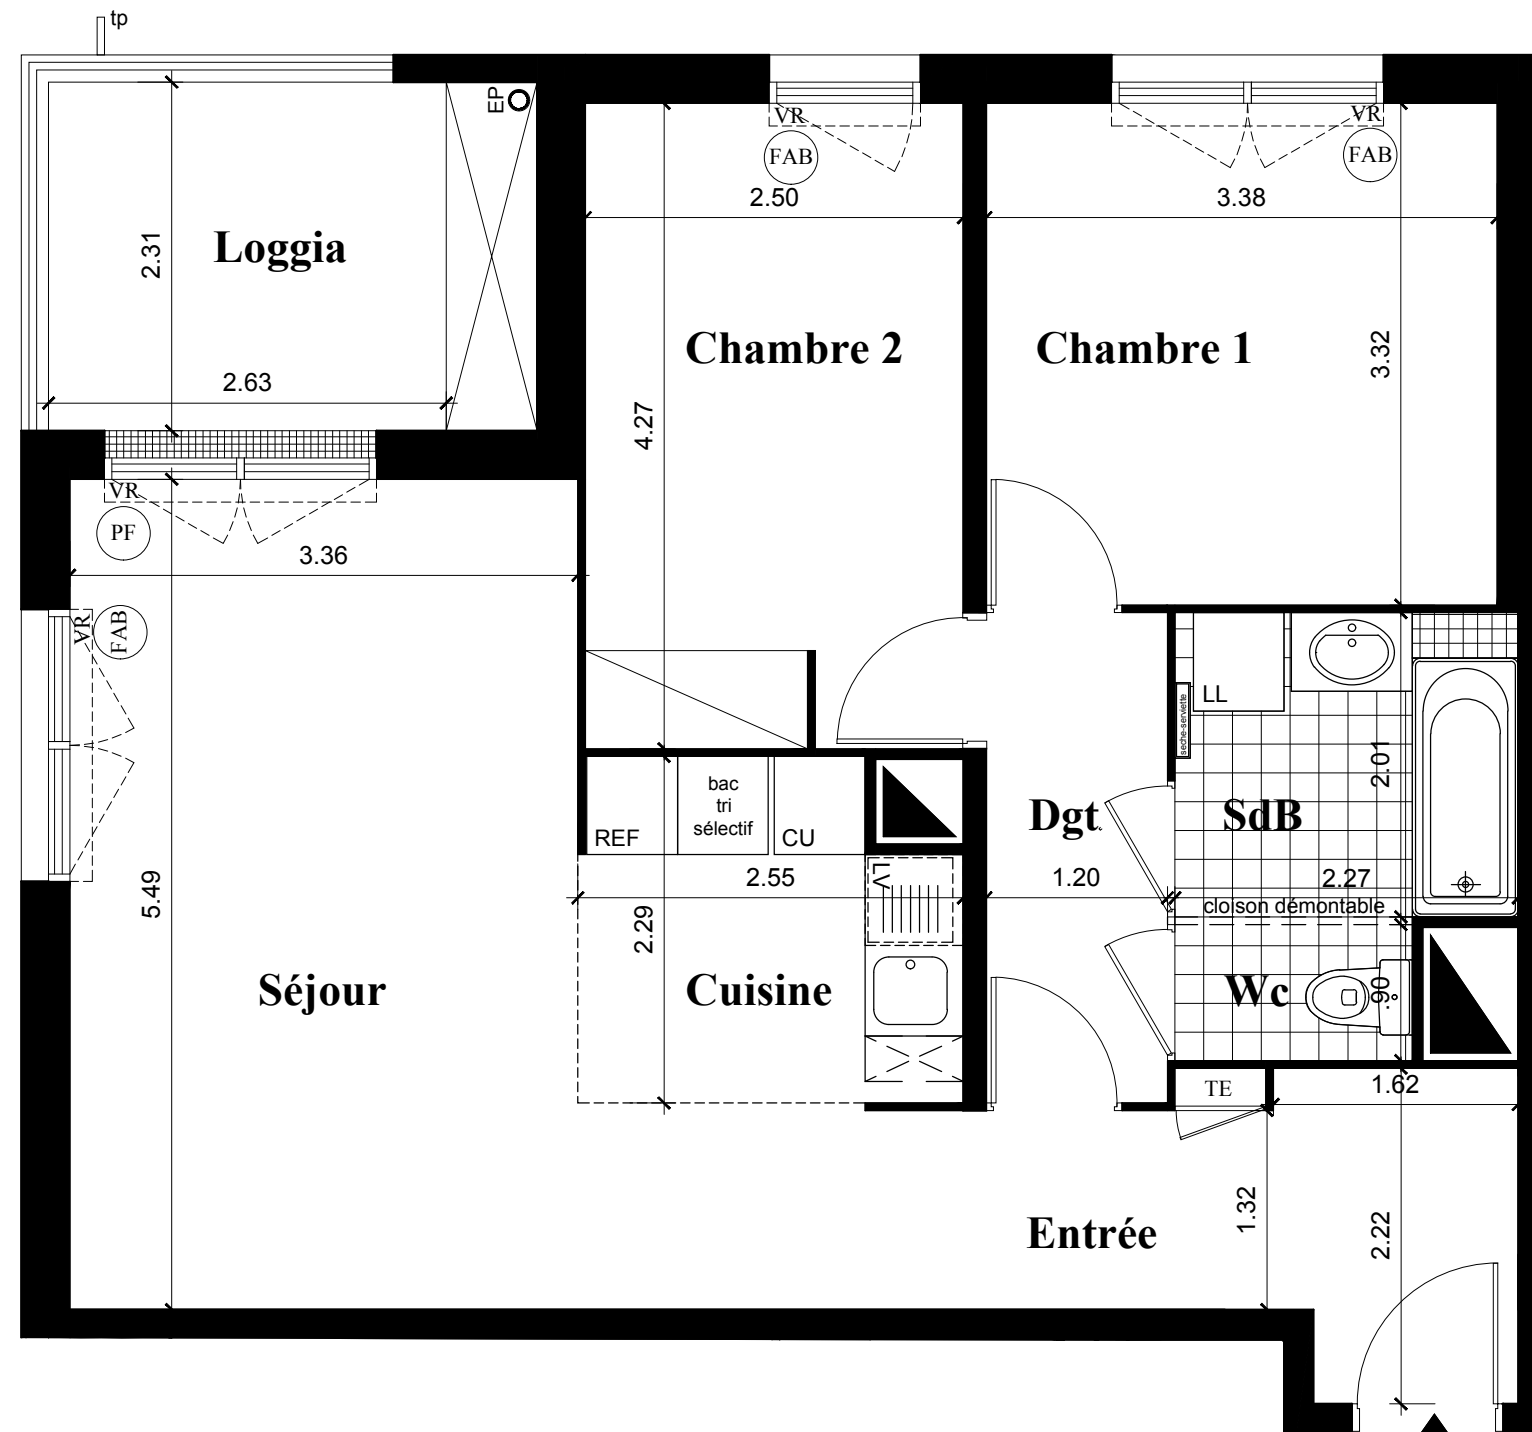 tp
EP
VR
FAB
VR
FAB
2.50
3.38
2.31
Loggia
Chambre 2
Chambre 1
3.32
2.63
4.27
VR
PF
3.36
VR
FAB
LL
seche-serviette
2.01
bac
tri
sélectif
REF
CU
Dgt.
SdB
LV
2.55
1.20
2.27
5.49
2.29
cloison démontable
Séjour
Cuisine
Wc
.90
TE
1.62
1.32
2.22
Entrée